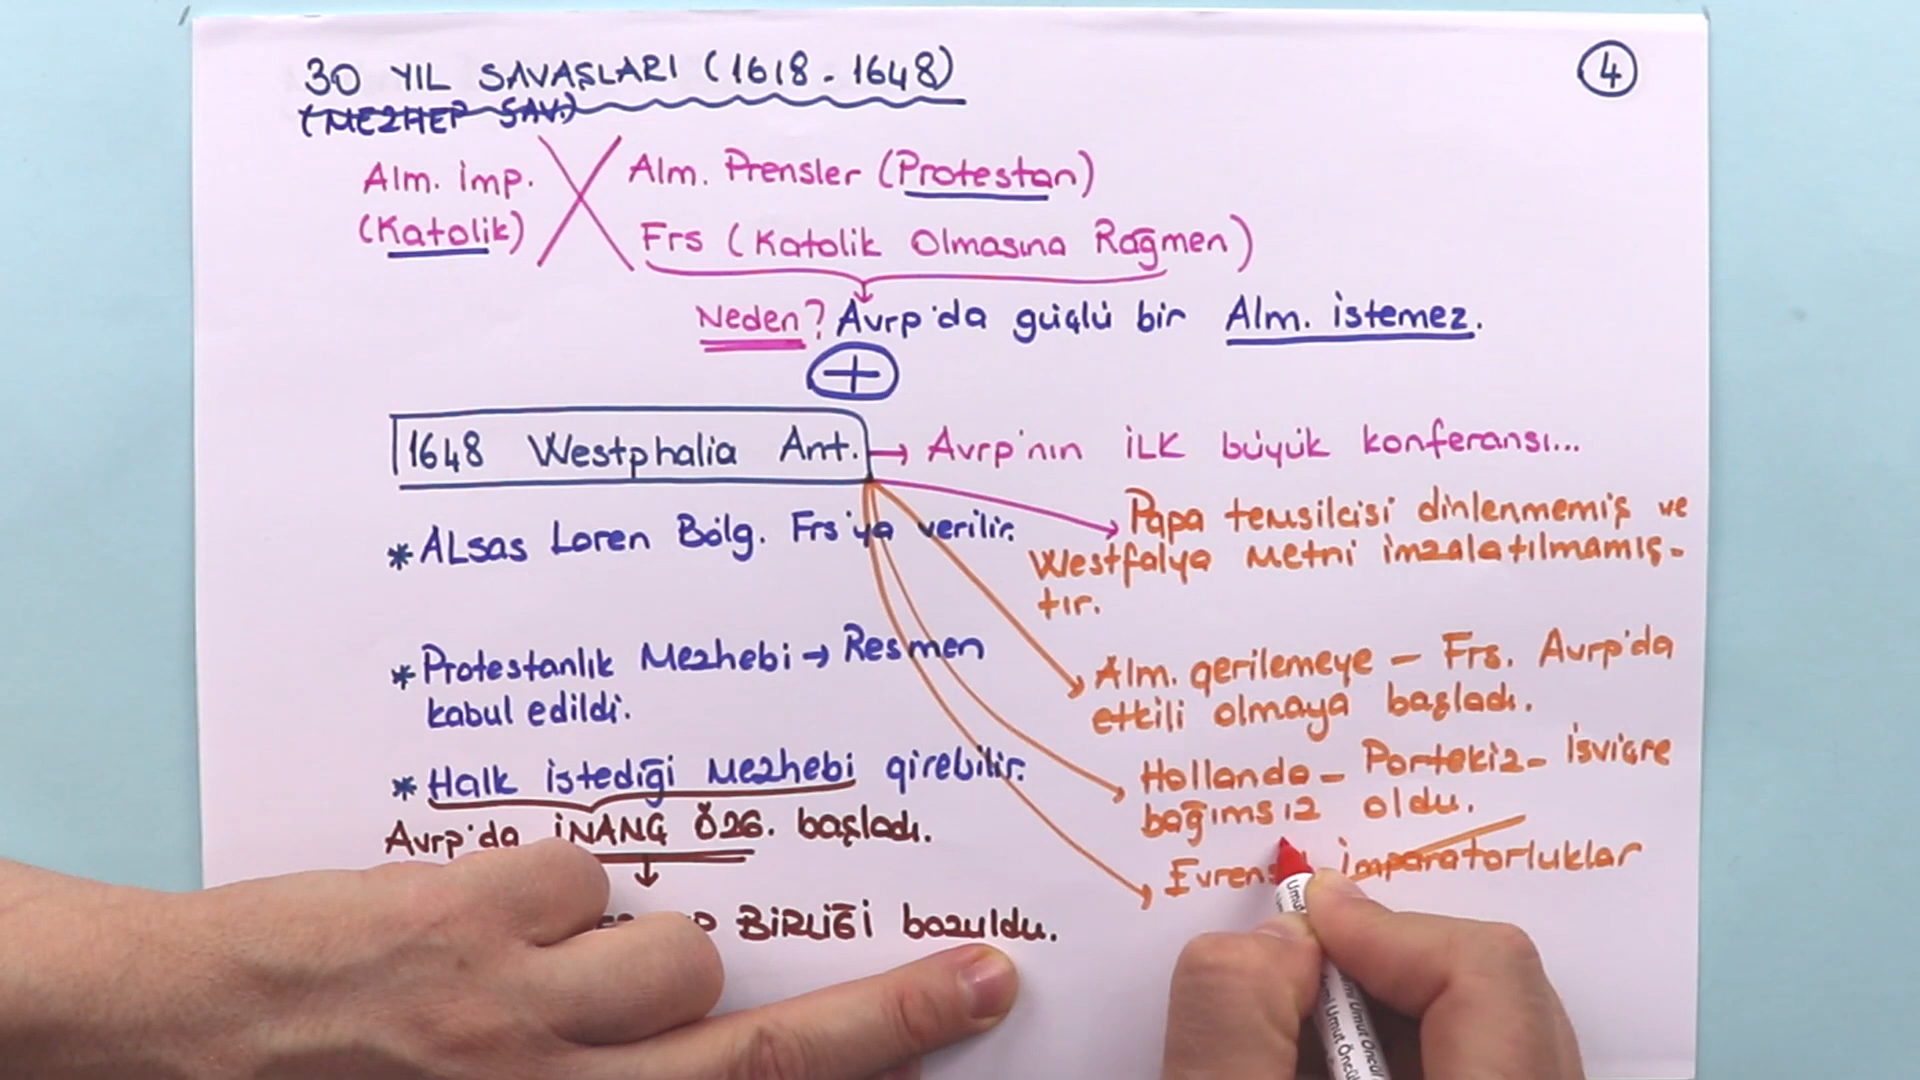 30 YIL SAVAŞLARI (1618 - 1648)
4
(MEZHEP SAV.)
Alm. İmp.
(Katolik)
Alm. Prensler (Protestan)
Frs (Katolik Olmasına Rağmen)
Neden? Avrp'da güçlü bir Alm. istemez.
+
1648 Westphalia Ant.
Avrp'nın İLK büyük konferansı...
Papa temsilcisi dinlenmemiş ve
Westfalya Metni imzalatılmamış-
tır.
* ALsas Loren Bölg. Frs'ya verilir.
* Protestanlık Mezhebi → Resmen
kabul edildi.
* Halk istediği Mezhebi girebilir.
Avrp'da İNANÇ ÖZG. başladı.
BİRLİĞİ bozuldu.
Alm. gerilemeye - Frs. Avrp'da
etkili olmaya başladı.
Hollanda - Portekiz - İsviçre
bağımsız oldu.
İmparatorluklar
Umut Öncül